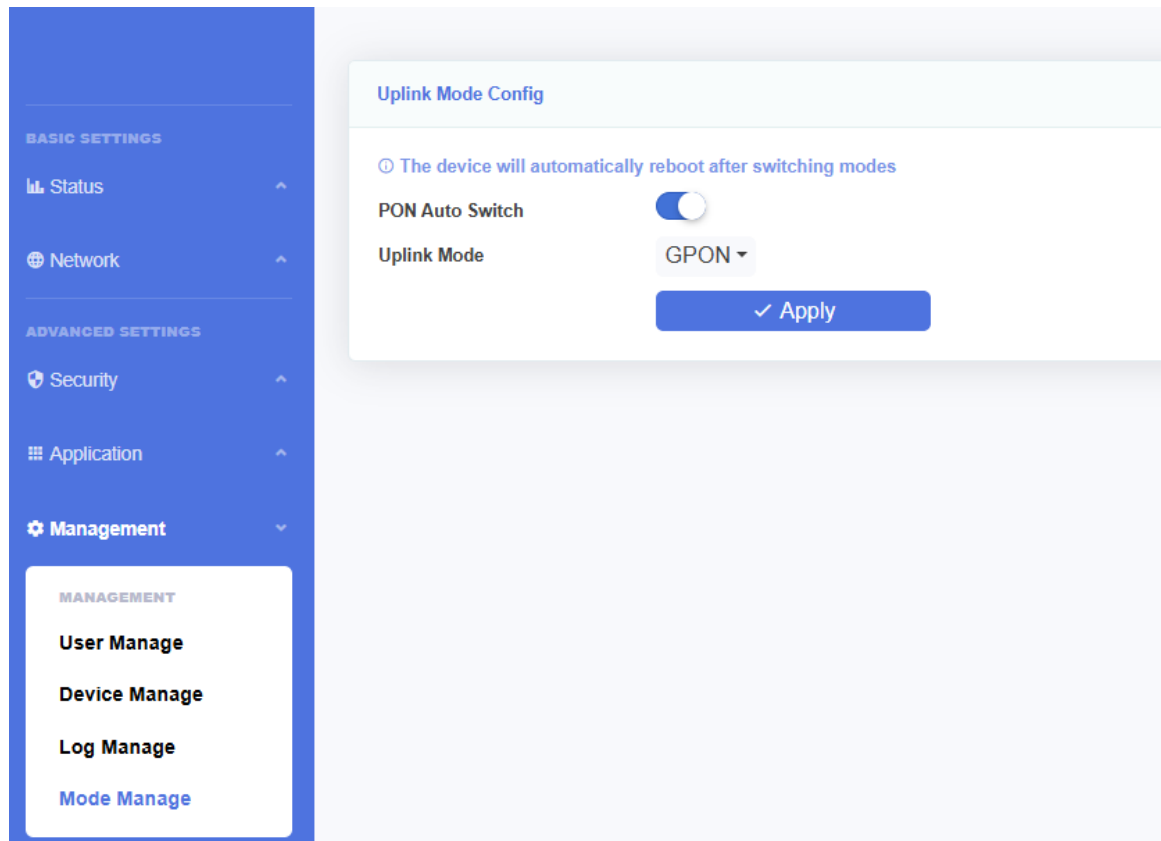 BASIC SETTINGS
Status
Network
ADVANCED SETTINGS
Security
Application
Management
MANAGEMENT
User Manage
Device Manage
Log Manage
Mode Manage
Uplink Mode Config
The device will automatically reboot after switching modes
PON Auto Switch
Uplink Mode GPON
Apply